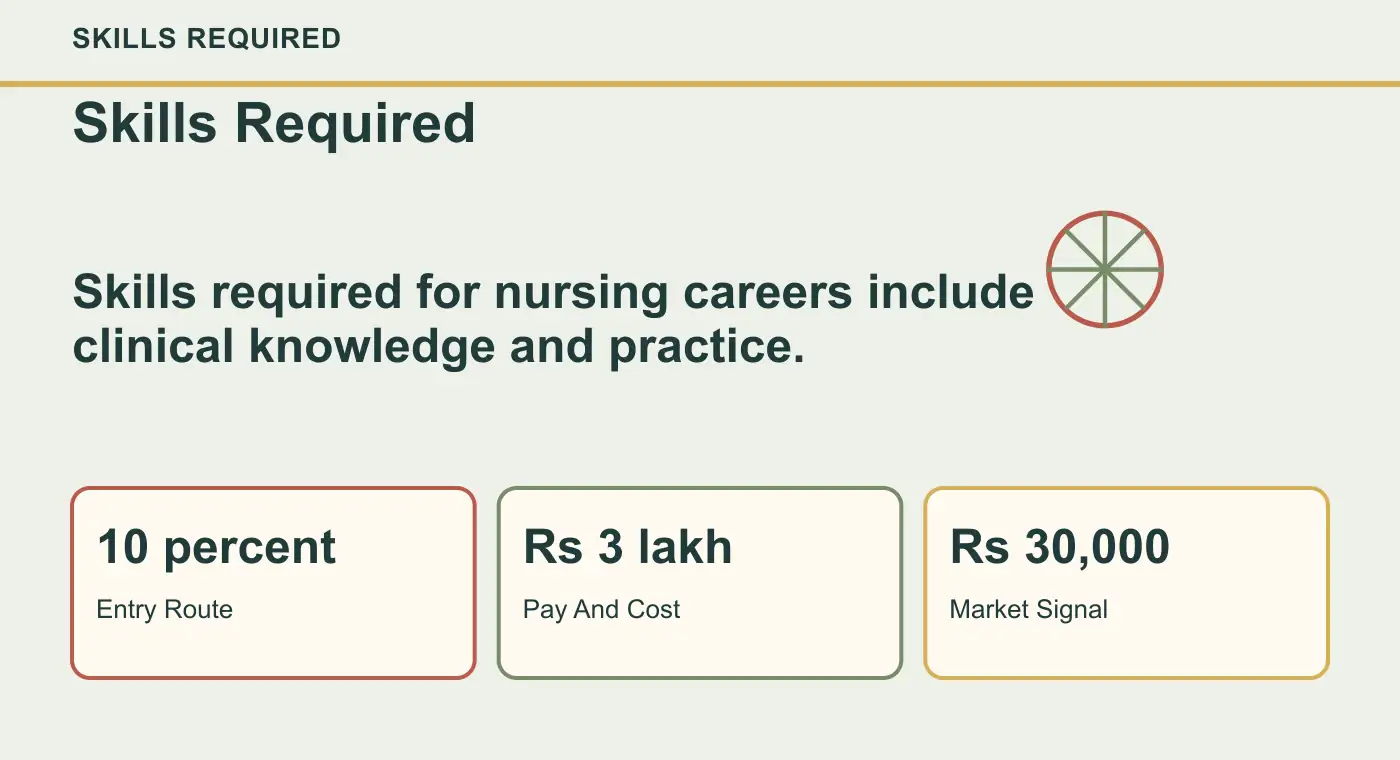 SKILLS REQUIRED
Skills Required
Skills required for nursing careers include
clinical knowledge and practice.
10 percent
Entry Route
Rs 3 lakh
Pay And Cost
Rs 30,000
Market Signal